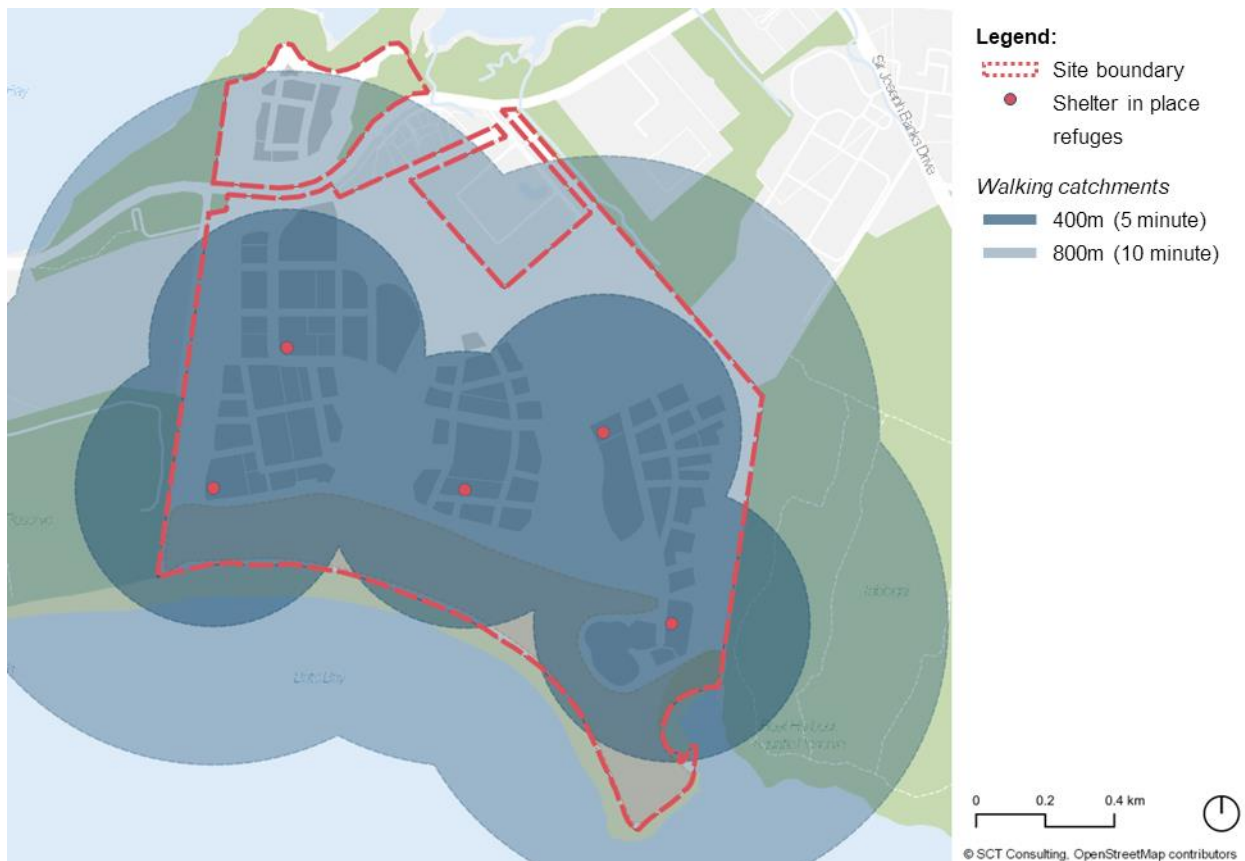 Sir Joseph Banks Drive
Legend:
Site boundary
Shelter in place
refuges
Walking catchments
400m (5 minute)
800m (10 minute)
0 0.2 0.4 km
© SCT Consulting, OpenStreetMap contributors